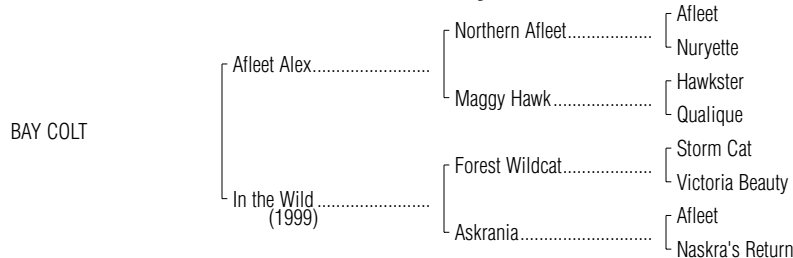 Afleet
Northern Afleet....................
Nuryette
Afleet Alex.........................
Hawkster
Maggy Hawk.......................
Qualique
BAY COLT
Storm Cat
Forest Wildcat.....................
Victoria Beauty
In the Wild........................
(1999)
Afleet
Askrania..............................
Naskra's Return